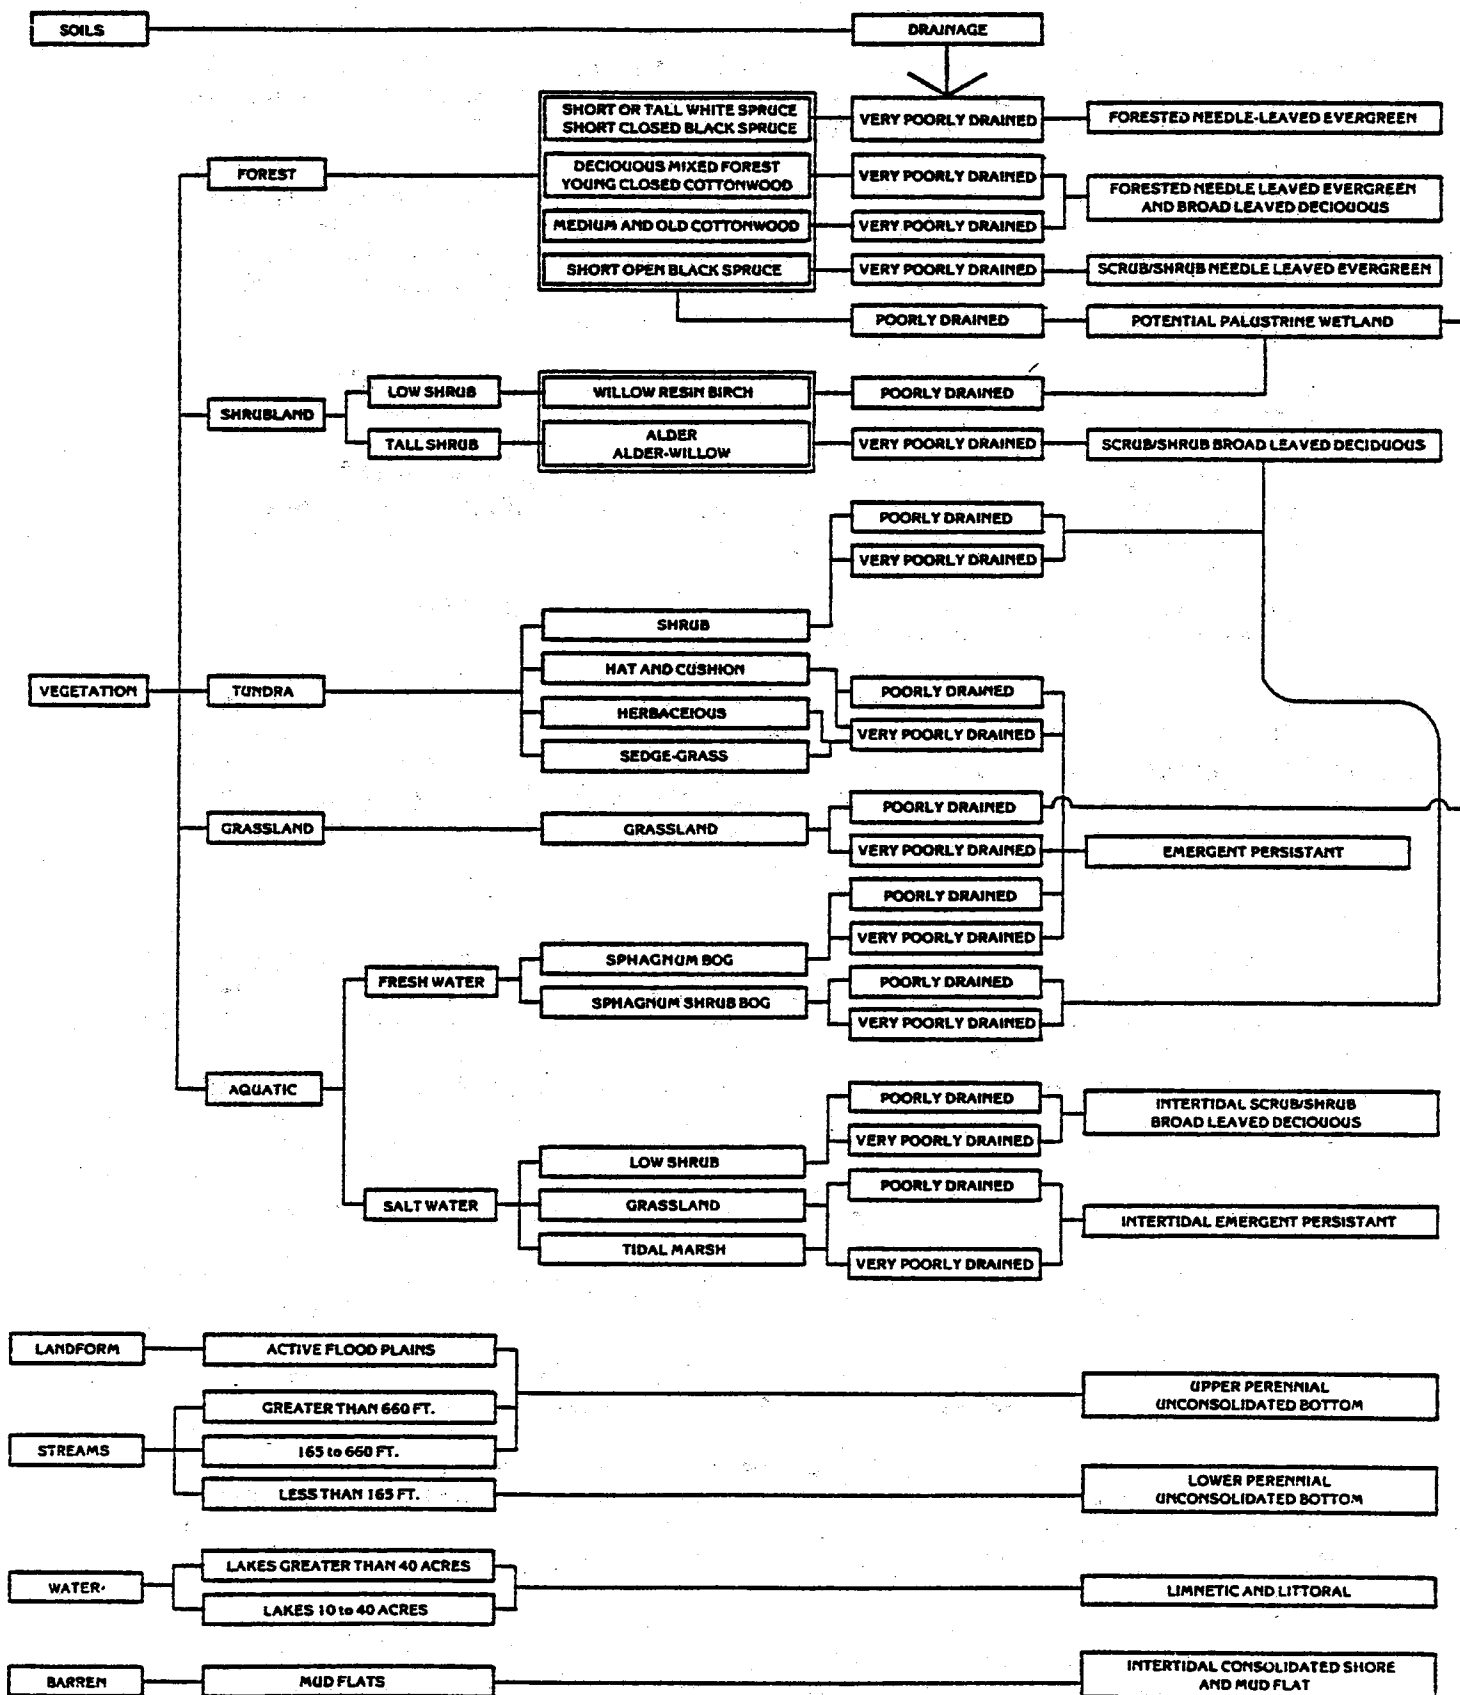 SOILS
DRAINAGE
SHORT OR TALL WHITE SPRUCE
SHORT CLOSED BLACK SPRUCE
VERY POORLY DRAINED
FORESTED NEEDLE-LEAVED EVERGREEN
FOREST
DECIOUOUS MIXED FOREST
YOUNG CLOSED COTTONWOOD
VERY POORLY DRAINED
FORESTED NEEDLE LEAVED EVERGREEN
AND BROAD LEAVED DECIOUOUS
MEDIUM AND OLD COTTONWOOD
VERY POORLY DRAINED
SHORT OPEN BLACK SPRUCE
VERY POORLY DRAINED
SCRUB/SHRUB NEEDLE LEAVED EVERGREEN
POORLY DRAINED
POTENTIAL PALUSTRINE WETLAND
SHRUBLAND
LOW SHRUB
WILLOW RESIN BIRCH
POORLY DRAINED
TALL SHRUB
ALDER
ALDER-WILLOW
VERY POORLY DRAINED
SCRUB/SHRUB BROAD LEAVED DECIDUOUS
POORLY DRAINED
VERY POORLY DRAINED
SHRUB
VEGETATION
TUNDRA
HAT AND CUSHION
POORLY DRAINED
HERBACEIOUS
VERY POORLY DRAINED
SEDGE-GRASS
GRASSLAND
GRASSLAND
POORLY DRAINED
VERY POORLY DRAINED
EMERGENT PERSISTANT
POORLY DRAINED
VERY POORLY DRAINED
FRESH WATER
SPHAGNUM BOG
POORLY DRAINED
SPHAGNUM SHRUB BOG
VERY POORLY DRAINED
AQUATIC
POORLY DRAINED
INTERTIDAL SCRUB/SHRUB
BROAD LEAVED DECIOUOUS
VERY POORLY DRAINED
LOW SHRUB
SALT WATER
POORLY DRAINED
GRASSLAND
INTERTIDAL EMERGENT PERSISTANT
TIDAL MARSH
VERY POORLY DRAINED
LANDFORM
ACTIVE FLOOD PLAINS
UPPER PERENNIAL
UNCONSOLIDATED BOTTOM
GREATER THAN 660 FT.
STREAMS
165 to 660 FT.
LESS THAN 165 FT.
LOWER PERENNIAL
UNCONSOLIDATED BOTTOM
LAKES GREATER THAN 40 ACRES
WATER
LIMNETIC AND LITTORAL
LAKES 10 to 40 ACRES
BARREN
MUD FLATS
INTERTIDAL CONSOLIDATED SHORE
AND MUD FLAT